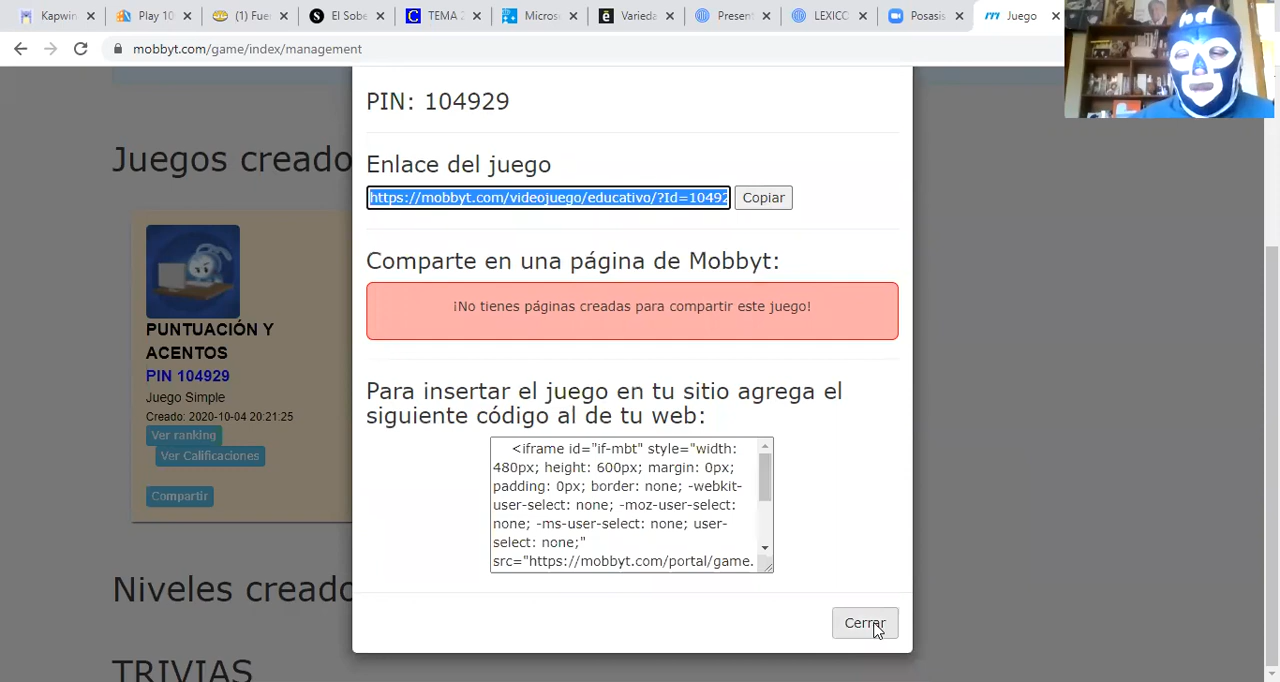 Kapwin
Play 10
(1) Fue
El Sobe
TEMA 2
Micros
Varieda
Present
LEXICO
Posasis
Juego
mobbyt.com/game/index/management
PIN: 104929
Juegos creado
Enlace del juego
https://mobbyt.com/videojuego/educativo/?Id=10492
Copiar
Comparte en una página de Mobbyt:
¡No tienes páginas creadas para compartir este juego!
PUNTUACIÓN Y
ACENTOS
PIN 104929
Juego Simple
Creado: 2020-10-04 20:21:25
Ver ranking
Ver Calificaciones
Compartir
Para insertar el juego en tu sitio agrega el
siguiente código al de tu web:
<iframe id="if-mbt" style="width:
480px; height: 600px; margin: 0px;
padding: 0px; border: none; -webkit-
user-select: none; -moz-user-select:
none; -ms-user-select: none; user-
select: none;"
src="https://mobbyt.com/portal/game.
Niveles creado
Cerrar
TRIVIAS